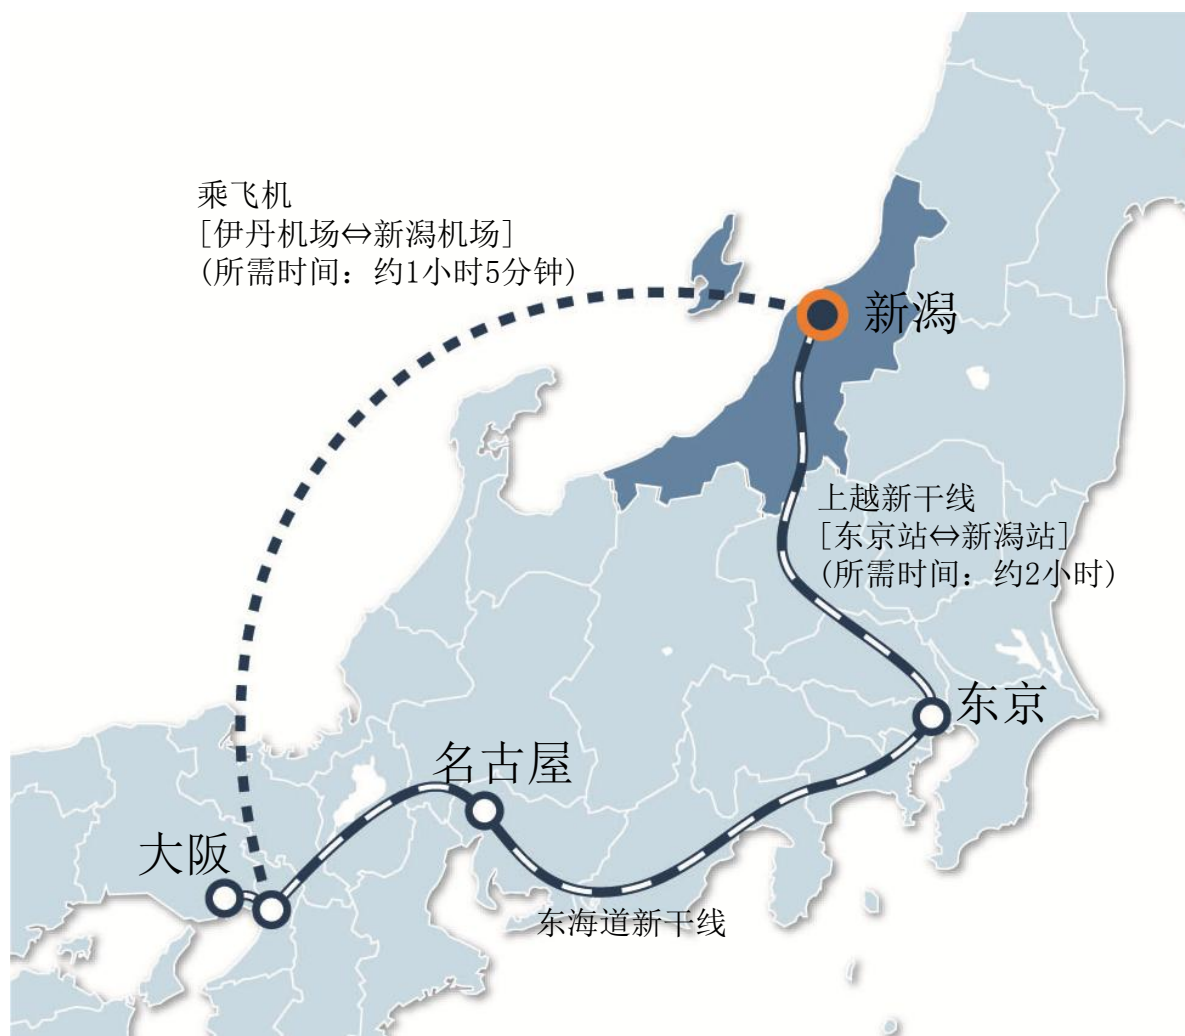 乘飞机
[伊丹机场⇔新潟机场]
(所需时间：约1小时5分钟)
新潟
上越新干线
[东京站⇔新潟站]
(所需时间：约2小时)
东京
名古屋
大阪
东海道新干线